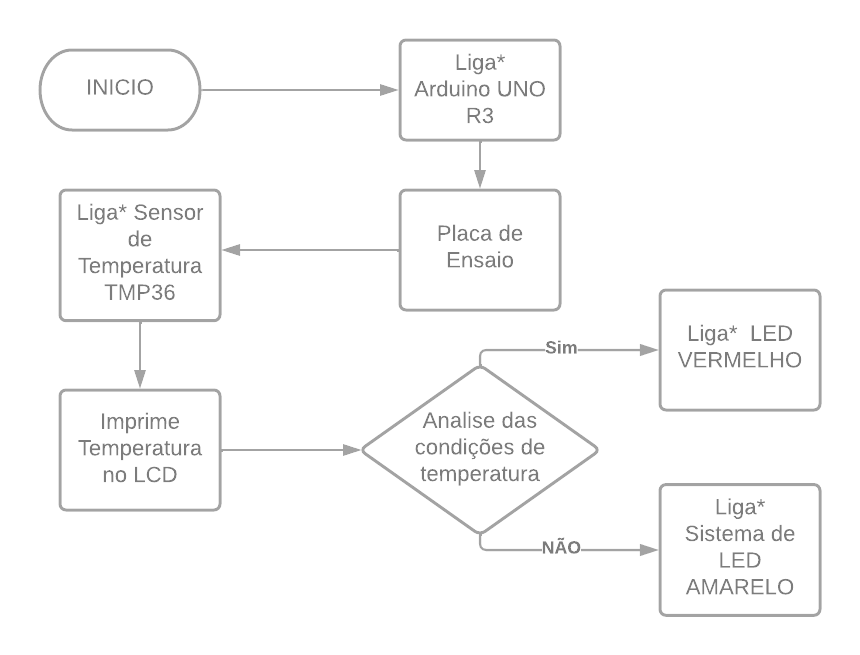 INICIO
Liga*
Arduino UNO
R3
Placa de
Ensaio
Liga* Sensor
de
Temperatura
TMP36
Imprime
Temperatura
no LCD
Analise das
condições de
temperatura
Sim
Liga* LED
VERMELHO
NÃO
Liga*
Sistema de
LED
AMARELO